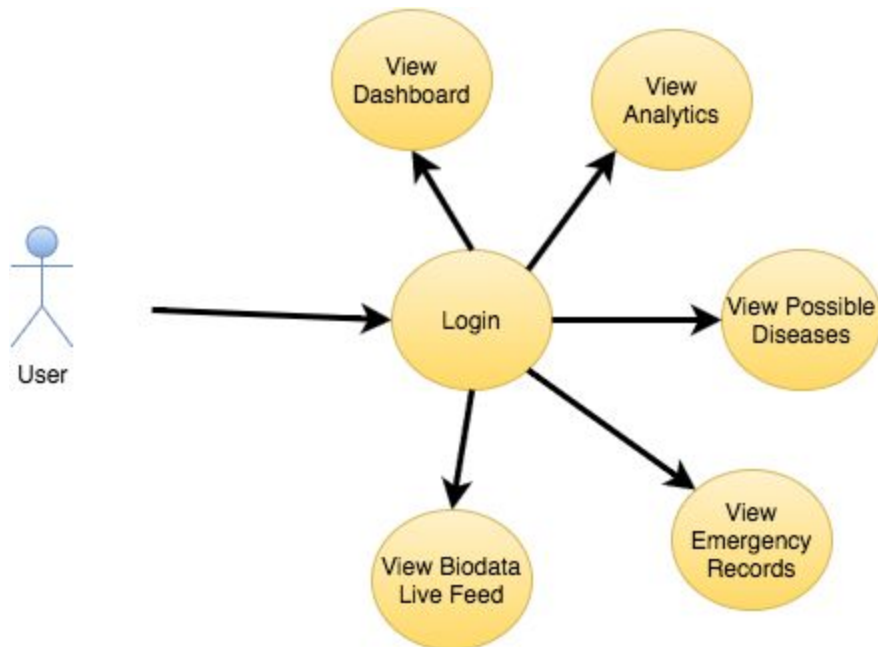 View
Dashboard
View
Analytics
User
Login
View Possible
Diseases
View Biodata
Live Feed
View
Emergency
Records